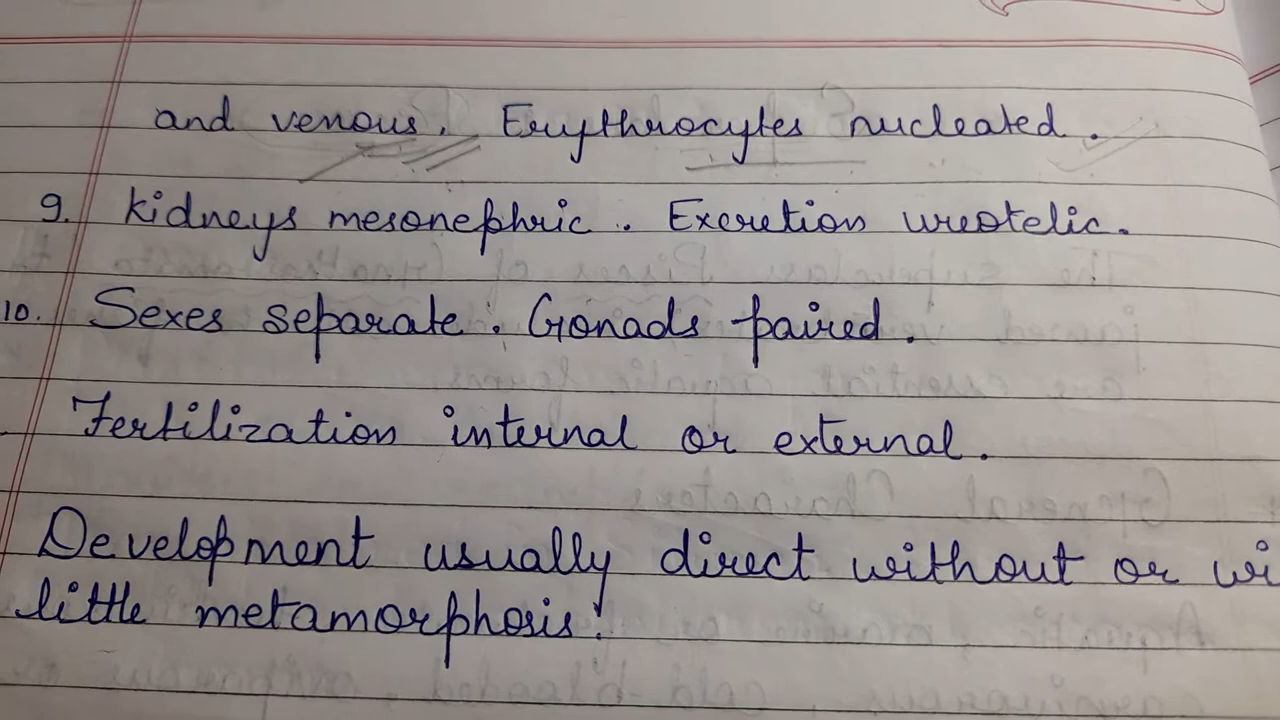 and venous. Erythrocytes nucleated.
9. kidneys mesonephric. Excretion ureotelic.
10. Sexes separate. Gonads paired.
Fertilization internal or external.
Development usually direct without or wi
little metamorphosis.